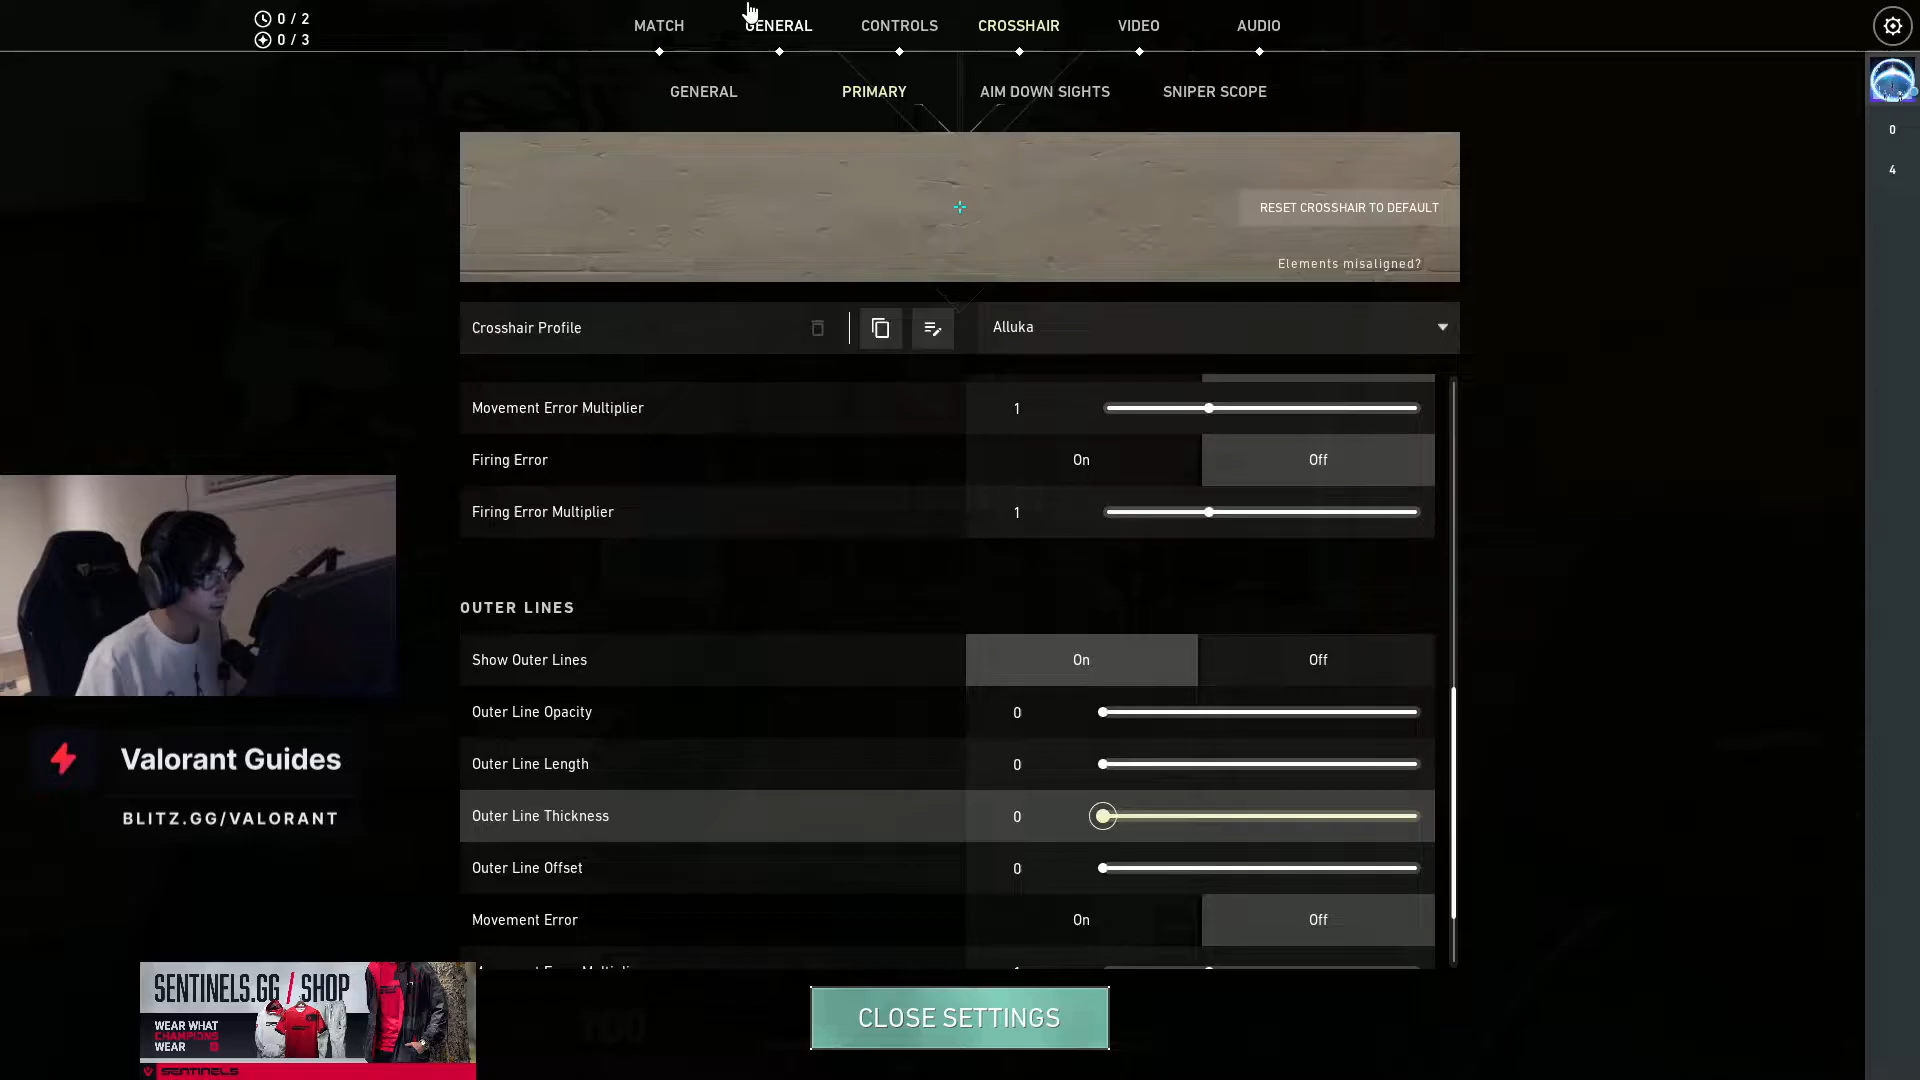 0 / 2
0 / 3
MATCH
GENERAL
CONTROLS
CROSSHAIR
VIDEO
AUDIO
GENERAL
PRIMARY
AIM DOWN SIGHTS
SNIPER SCOPE
0
4
RESET CROSSHAIR TO DEFAULT
Elements misaligned?
Crosshair Profile
Alluka
Movement Error Multiplier
1
Firing Error
On
Off
Firing Error Multiplier
1
OUTER LINES
Show Outer Lines
On
Off
Outer Line Opacity
0
Outer Line Length
0
Outer Line Thickness
0
Outer Line Offset
0
Movement Error
On
Off
Valorant Guides
BLITZ.GG/VALORANT
SENTINELS.GG / SHOP
WEAR WHAT
CHAMPIONS
WEAR
SENTINELS
CLOSE SETTINGS